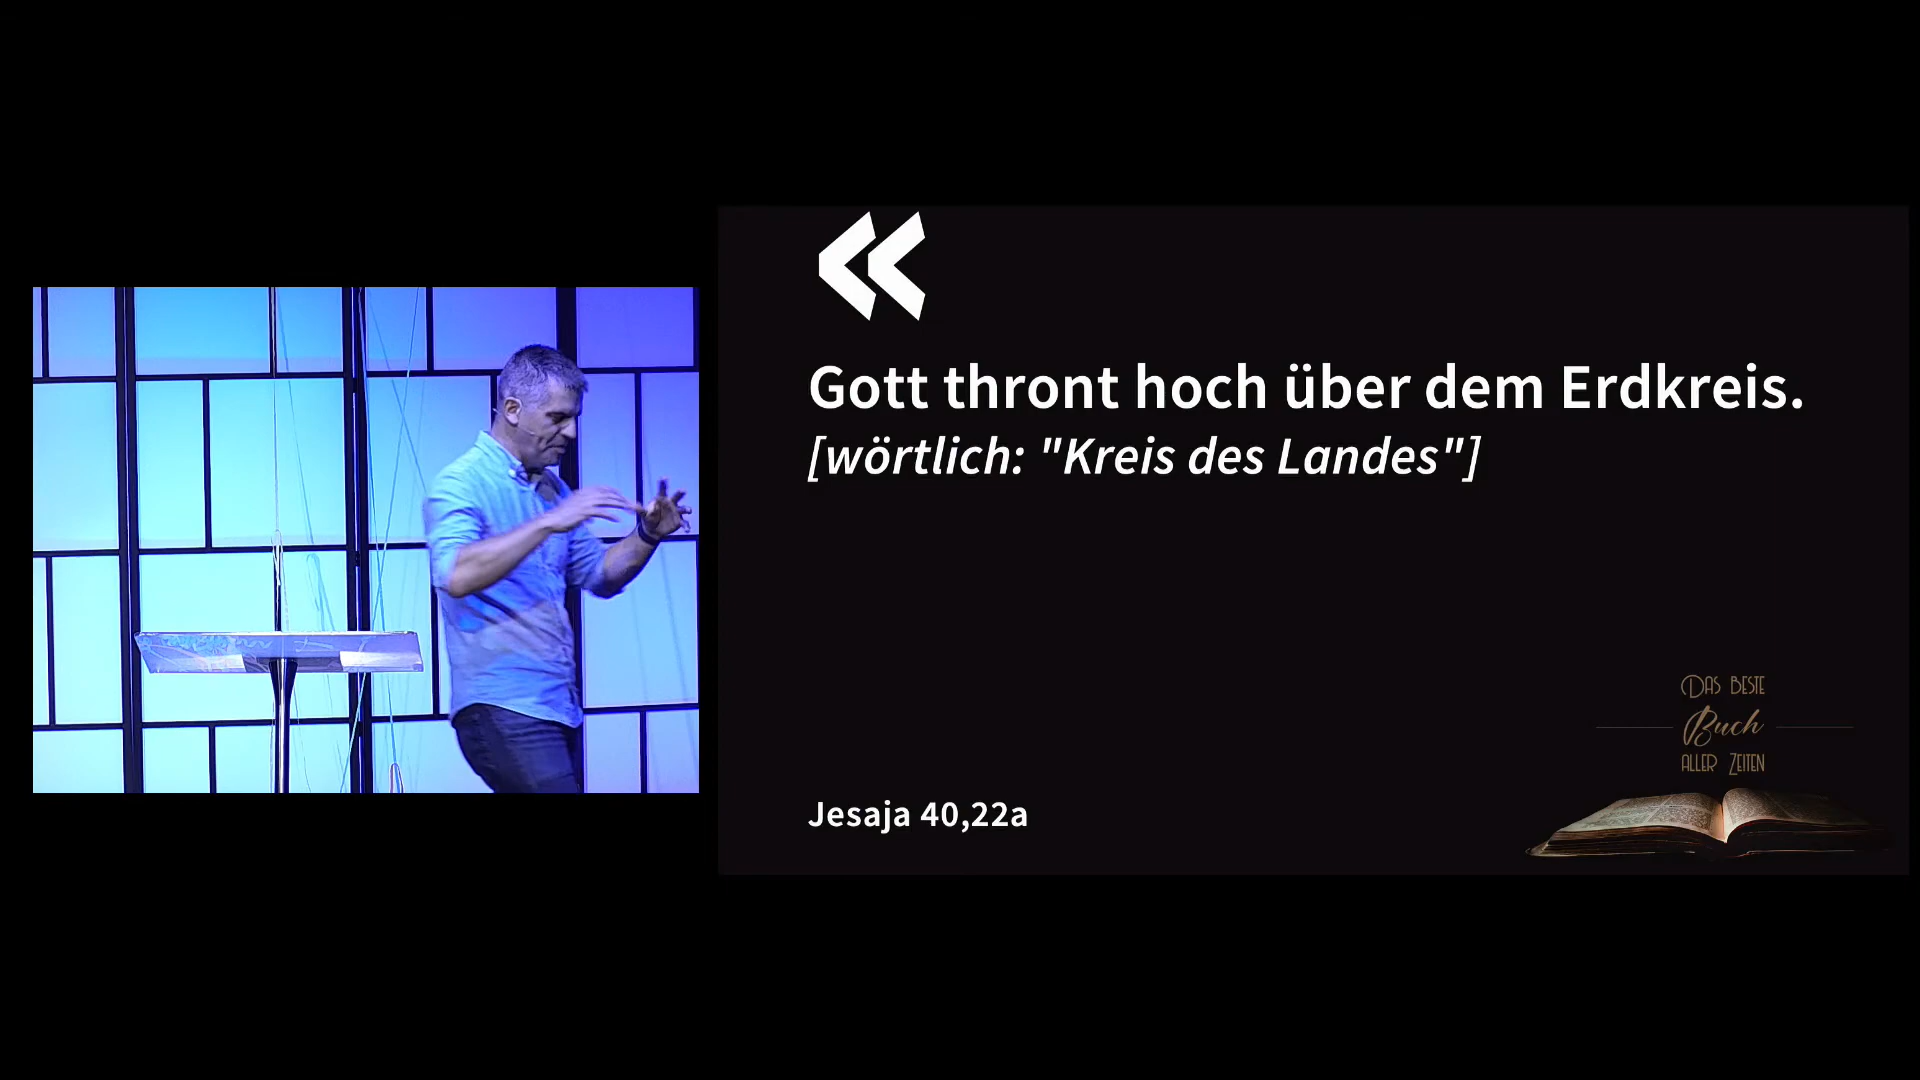 «
Gott thront hoch über dem Erdkreis.
[wörtlich: "Kreis des Landes"]
Jesaja 40,22a
Das beste
Buch
aller Zeiten